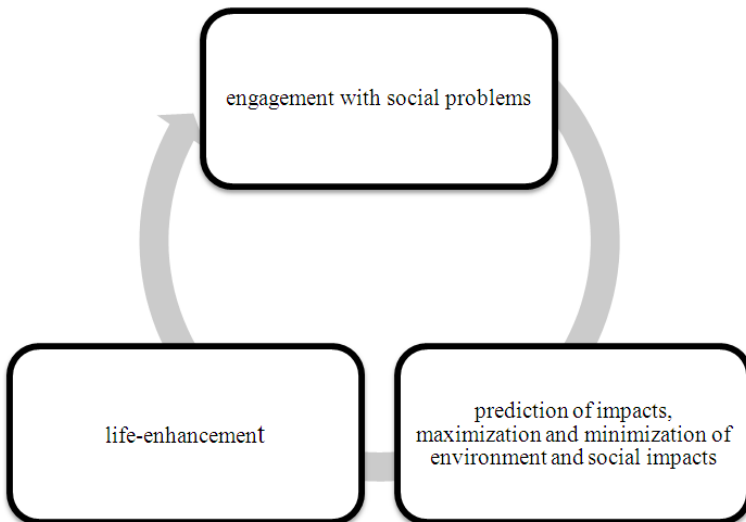 engagement with social problems
life-enhancement
prediction of impacts,
maximization and minimization of
environment and social impacts